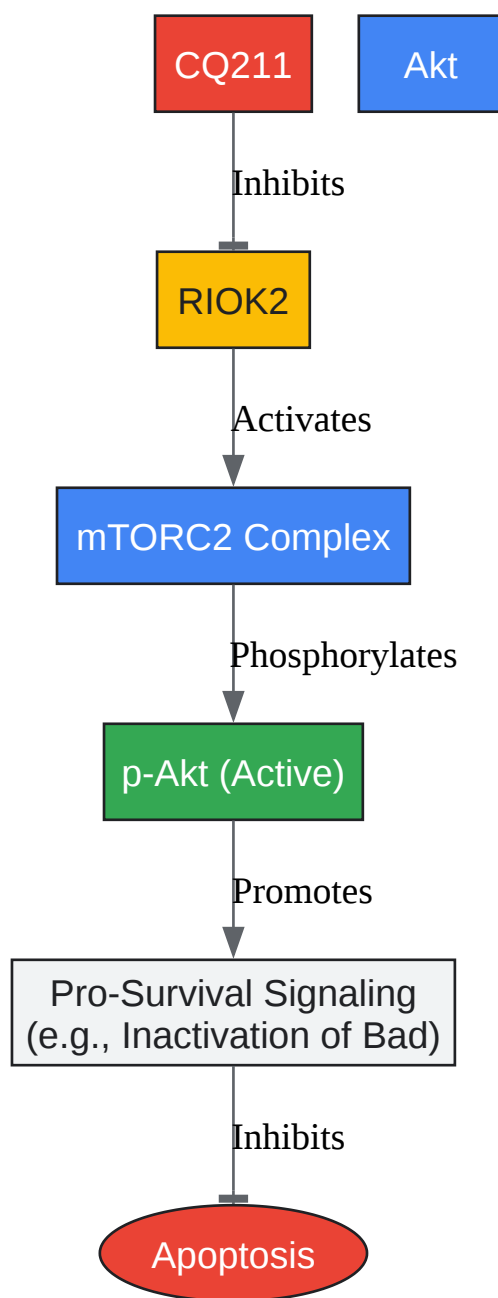 CQ211
Akt
Inhibits
RIOK2
Activates
mTORC2 Complex
Phosphorylates
p-Akt (Active)
Promotes
Pro-Survival Signaling
(e.g., Inactivation of Bad)
Inhibits
Apoptosis